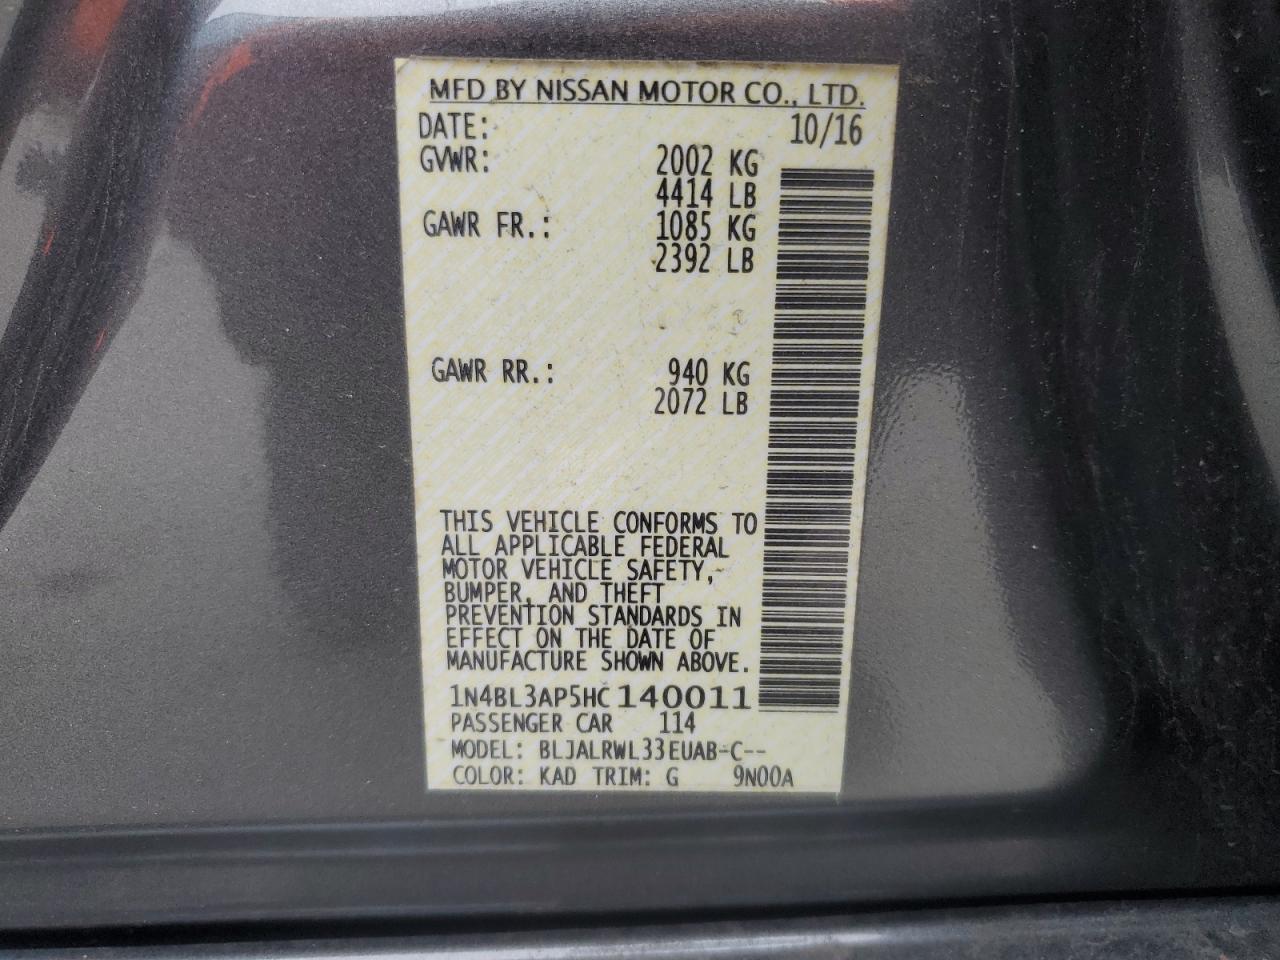 MFD BY NISSAN MOTOR CO., LTD.
DATE: 10/16
GVWR: 2002 KG
4414 LB
GAWR FR.: 1085 KG
2392 LB
GAWR RR.: 940 KG
2072 LB
THIS VEHICLE CONFORMS TO
ALL APPLICABLE FEDERAL
MOTOR VEHICLE SAFETY,
BUMPER, AND THEFT
PREVENTION STANDARDS IN
EFFECT ON THE DATE OF
MANUFACTURE SHOWN ABOVE.
1N4BL3AP5HC140011
PASSENGER CAR 114
MODEL: BLJALRWL33EUAB-C--
COLOR: KAD TRIM: G 9N00A